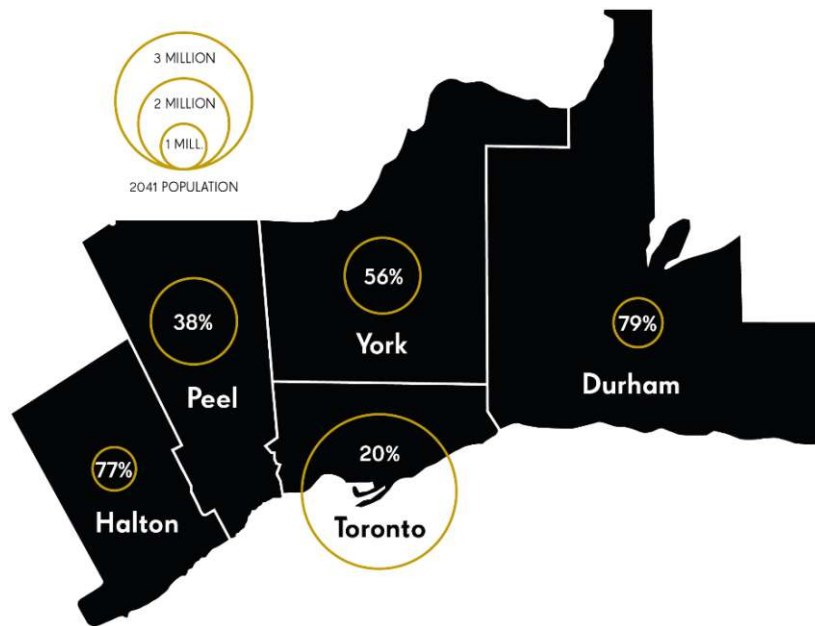 3 MILLION
2 MILLION
1 MILL.
2041 POPULATION
56%
York
38%
Peel
79%
Durham
20%
Toronto
77%
Halton